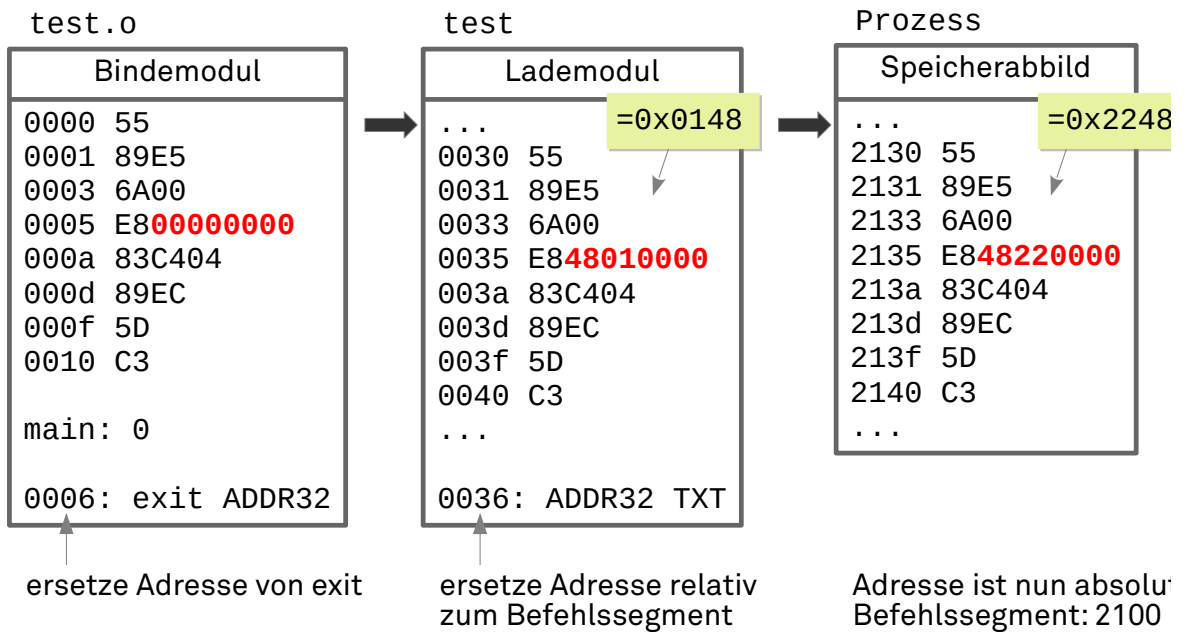 test.o
Bindemodul
0000 55
0001 89E5
0003 6A00
0005 E800000000
000a 83C404
000d 89EC
000f 5D
0010 C3
main: 0
0006: exit ADDR32
ersetze Adresse von exit
test
Lademodul
=0x0148
...
0030 55
0031 89E5
0033 6A00
0035 E848010000
003a 83C404
003d 89EC
003f 5D
0040 C3
...
0036: ADDR32 TXT
ersetze Adresse relativ
zum Befehlssegment
Prozess
Speicherabbild
=0x2248
...
2130 55
2131 89E5
2133 6A00
2135 E848220000
213a 83C404
213d 89EC
213f 5D
2140 C3
...
Adresse ist nun absolut
Befehlssegment: 2100